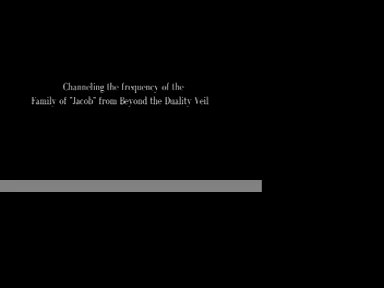 Channeling the frequency of the
Family of "Jacob" from Beyond the Duality Veil